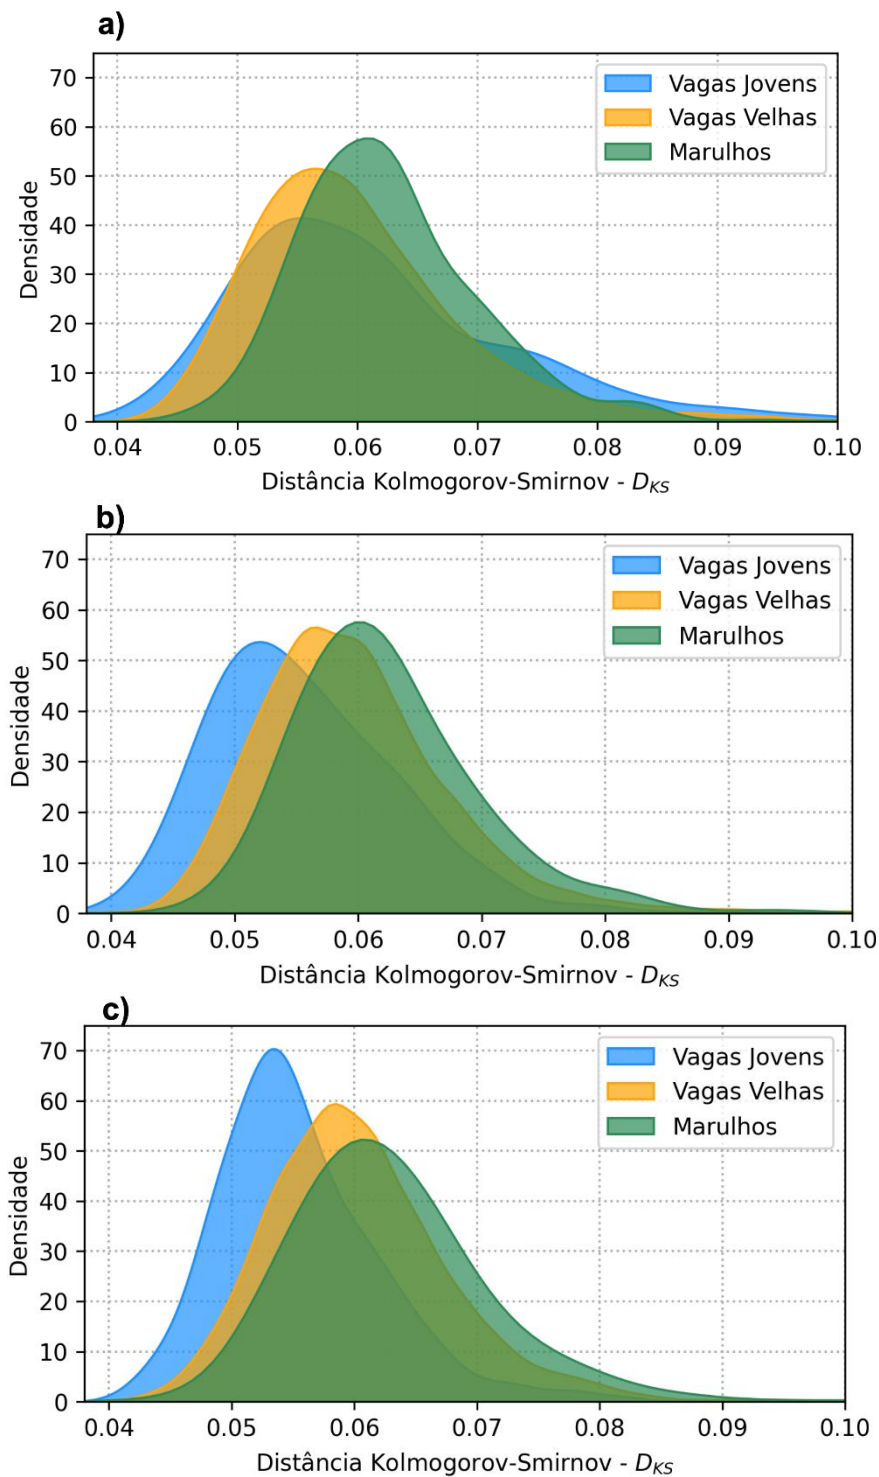 a)
70
60
50
40
30
20
10
0
Densidade
Vagas Jovens
Vagas Velhas
Marulhos
0.04 0.05 0.06 0.07 0.08 0.09 0.10
Distância Kolmogorov-Smirnov - D_KS
b)
70
60
50
40
30
20
10
0
Densidade
Vagas Jovens
Vagas Velhas
Marulhos
0.04 0.05 0.06 0.07 0.08 0.09 0.10
Distância Kolmogorov-Smirnov - D_KS
c)
70
60
50
40
30
20
10
0
Densidade
Vagas Jovens
Vagas Velhas
Marulhos
0.04 0.05 0.06 0.07 0.08 0.09 0.10
Distância Kolmogorov-Smirnov - D_KS